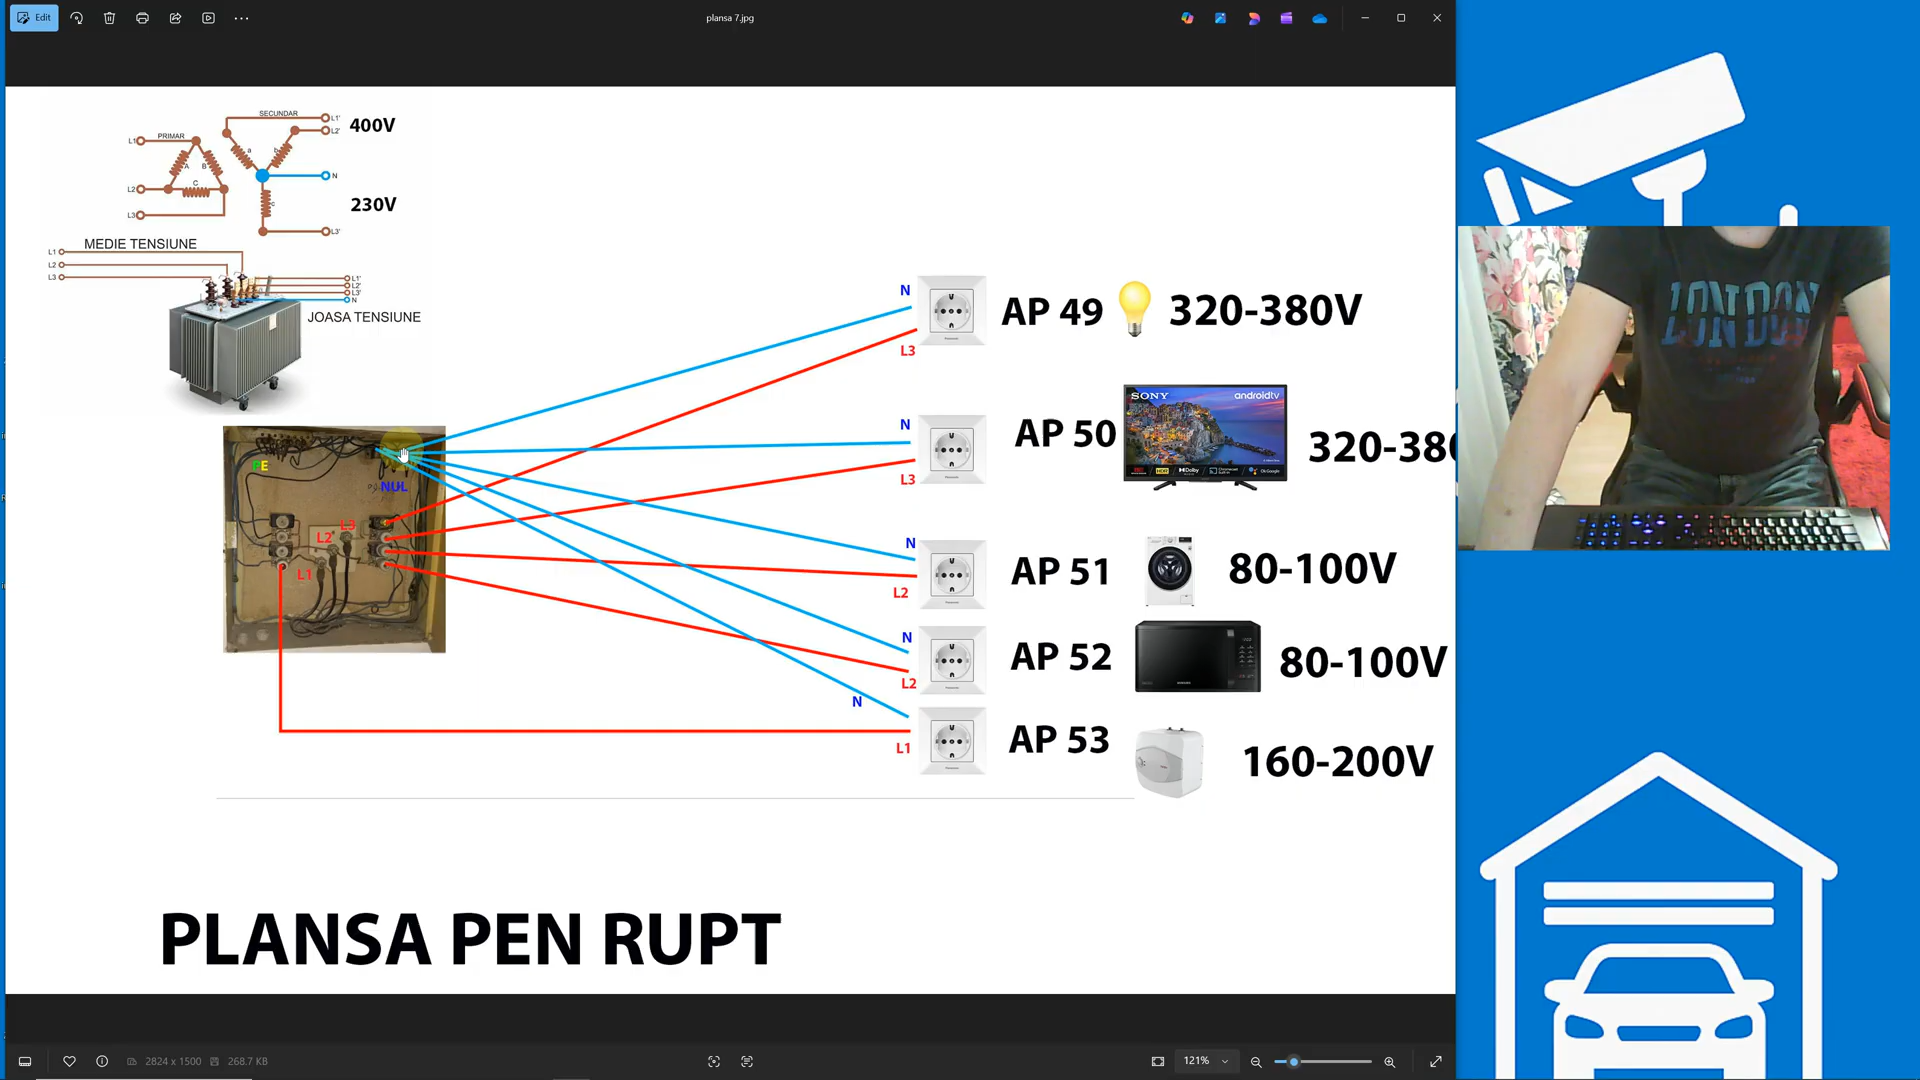 Edit
plansa 7.jpg
SECUNDAR
L1'
400V
L2'
PRIMAR
L1
a
b
A
B
C
N
L2
c
230V
L3
L3'
MEDIE TENSIUNE
L1
L2
L3
L1'
L2'
L3'
N
JOASA TENSIUNE
N
AP 49
320-380V
L3
SONY
androidtv
N
AP 50
320-380
L3
PE
NUL
L3
L2
L1
N
AP 51
80-100V
L2
N
AP 52
80-100V
L2
N
AP 53
160-200V
L1
PLANSA PEN RUPT
LONDON
2824 x 1500
268.7 KB
121%